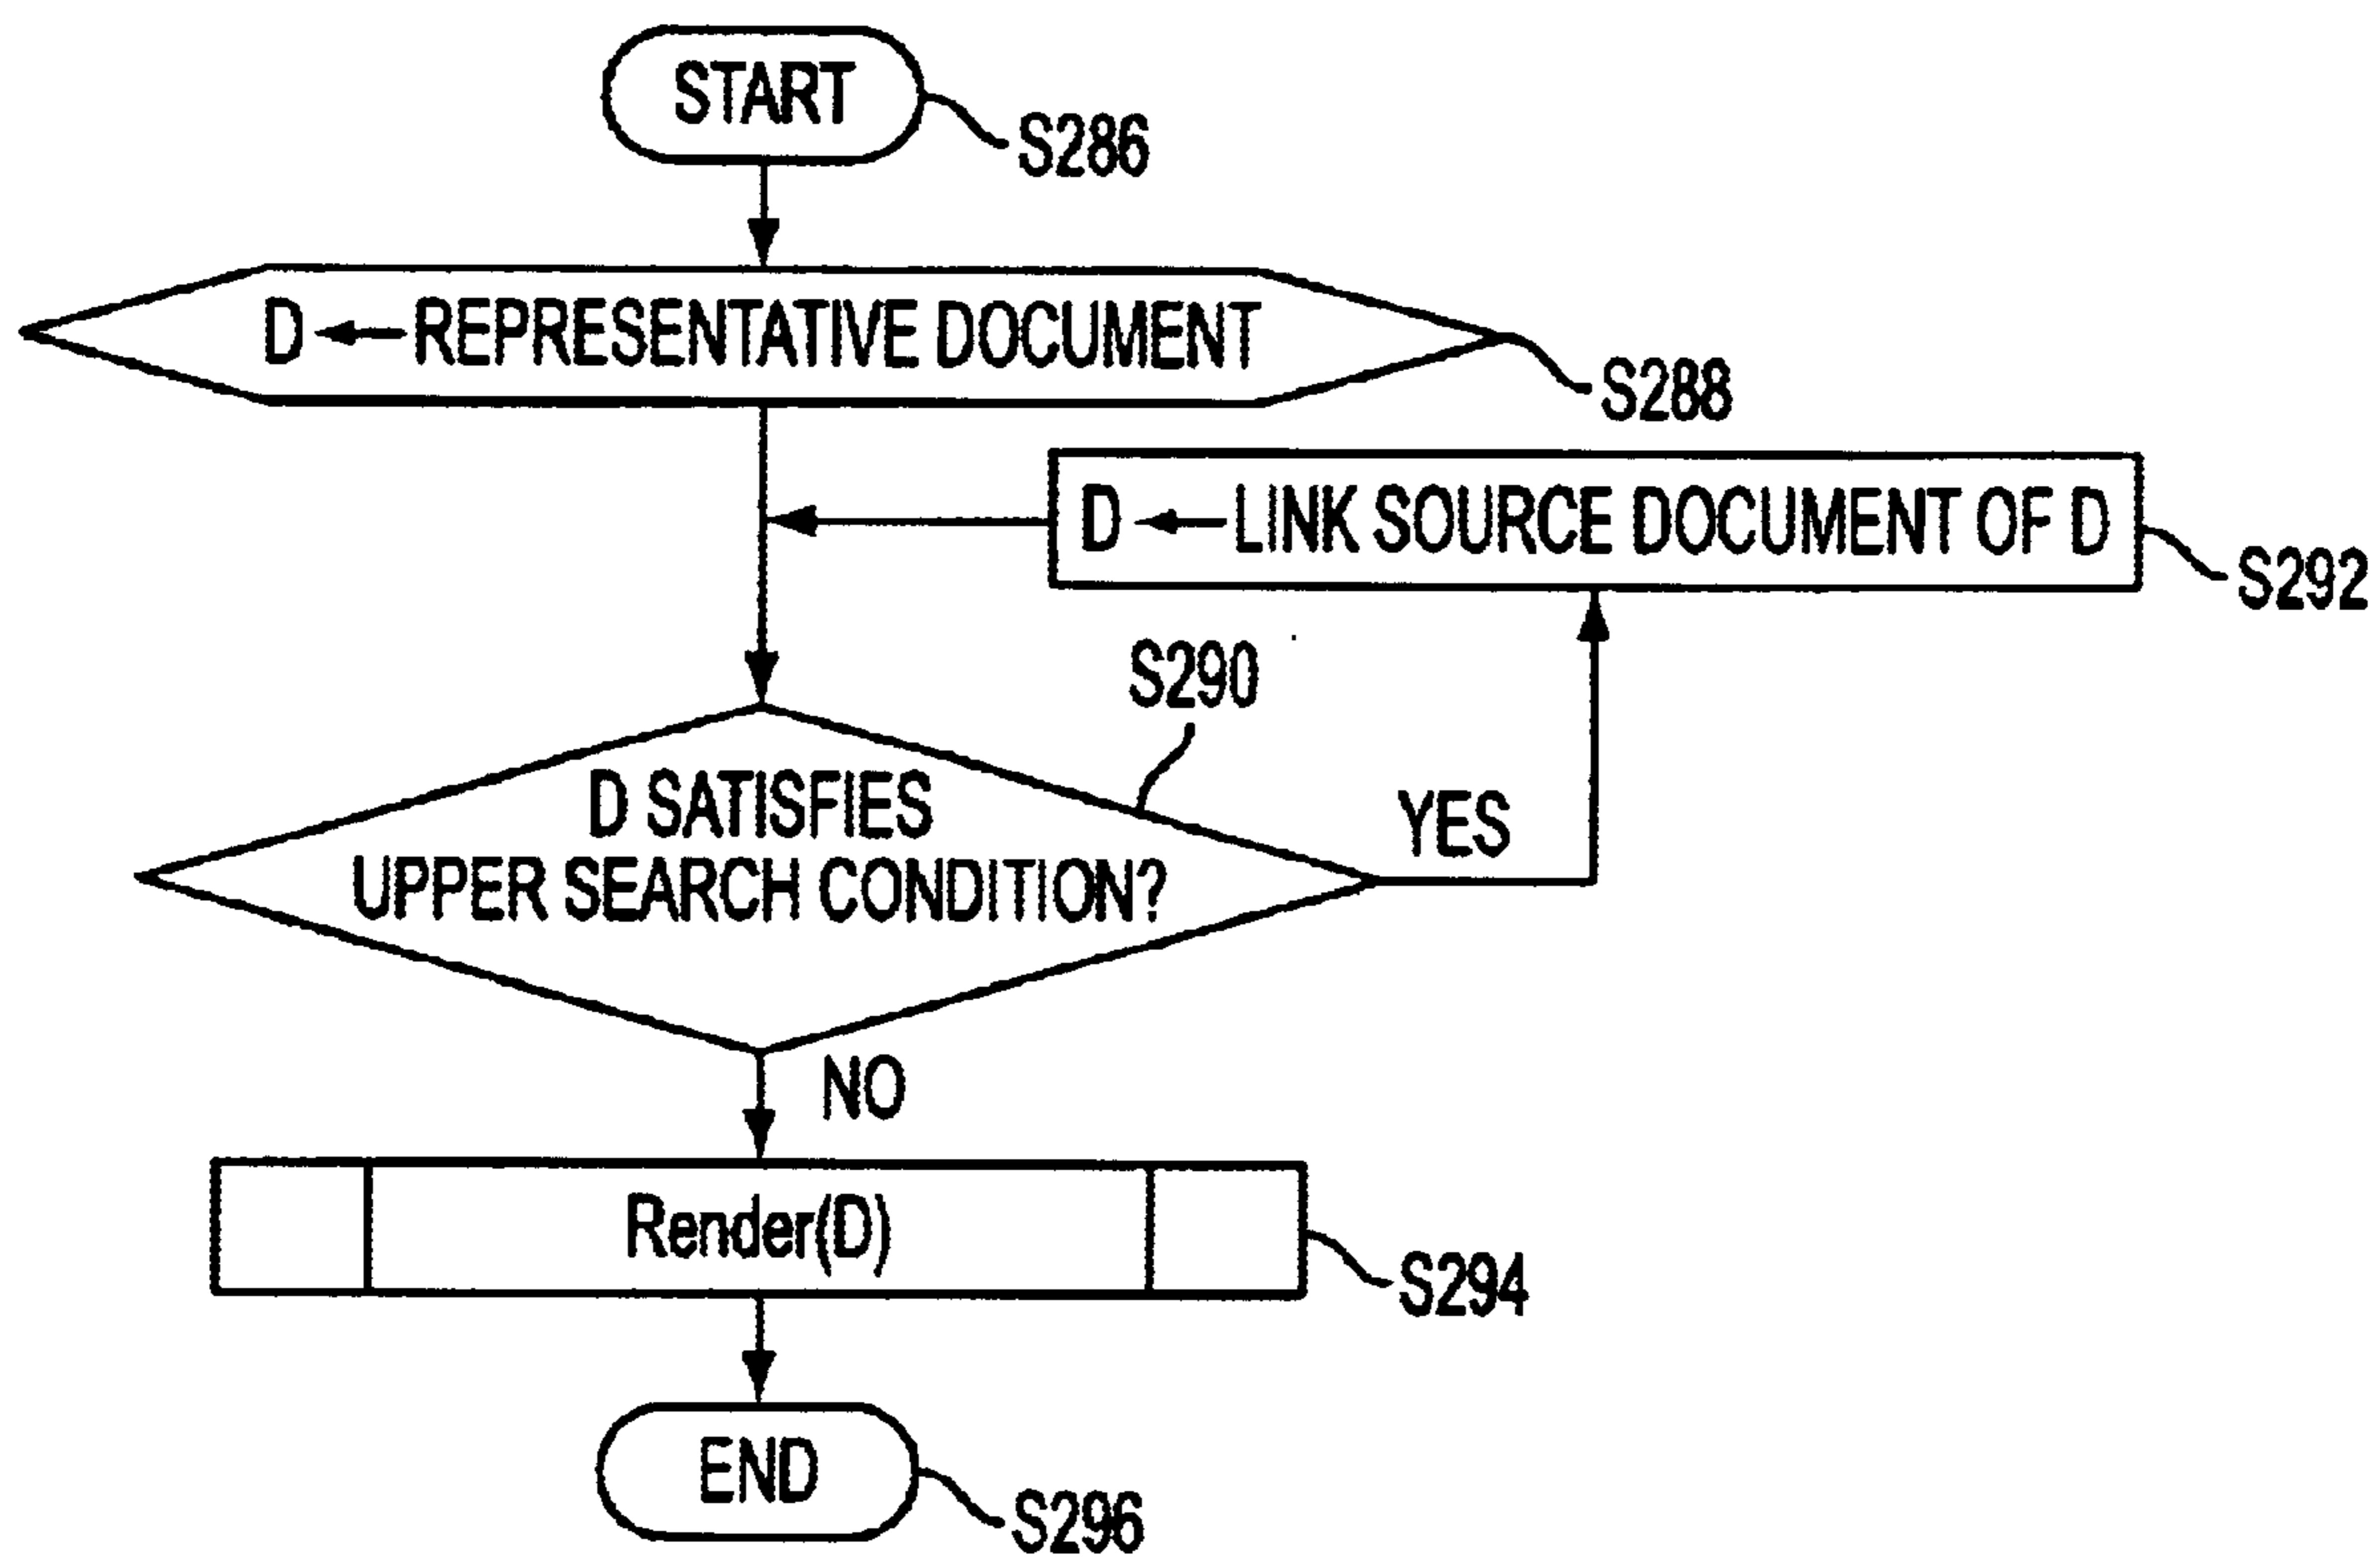 START
S286
D ← REPRESENTATIVE DOCUMENT
S288
D ← LINK SOURCE DOCUMENT OF D
S292
S290
D SATISFIES
UPPER SEARCH CONDITION?
YES
NO
Render(D)
S294
END
S296